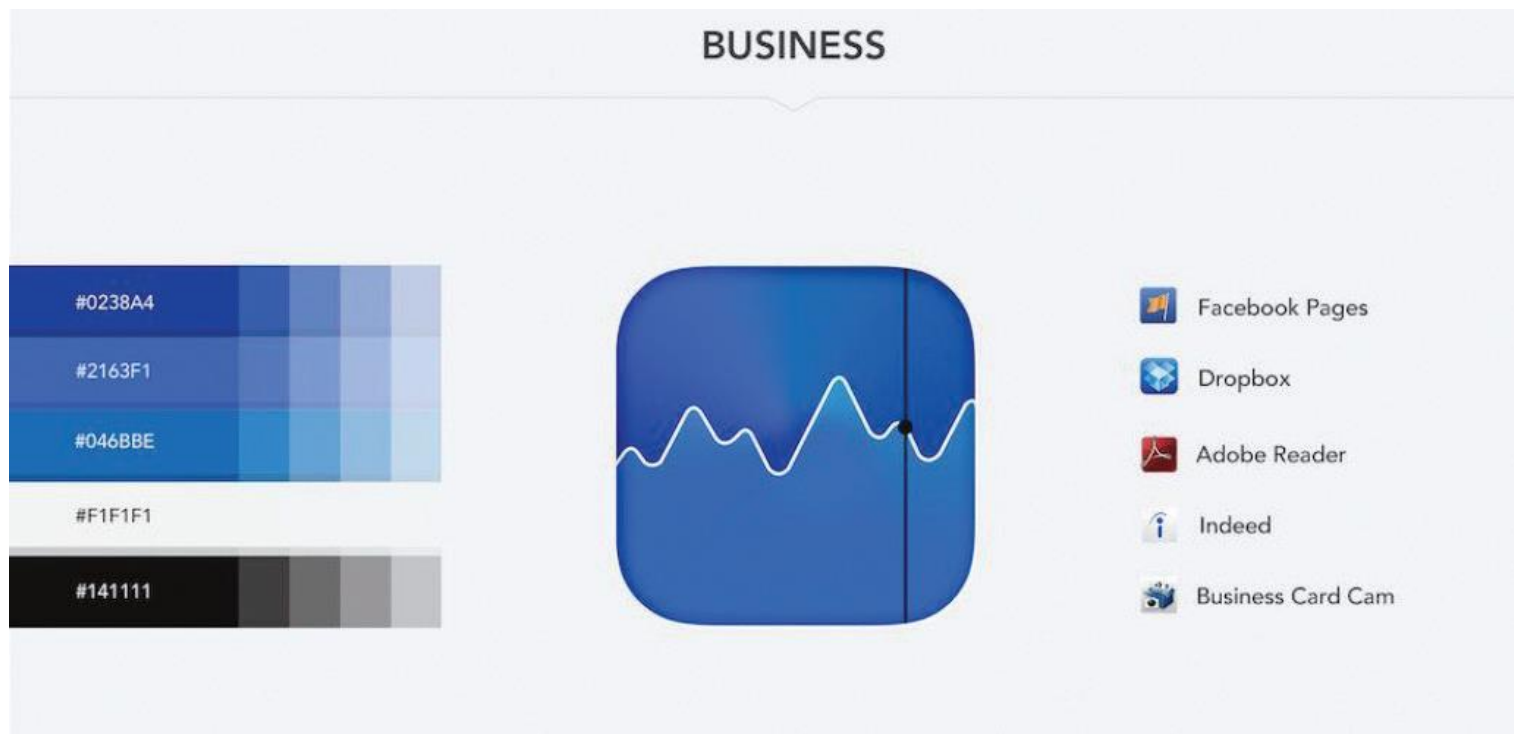 BUSINESS
#0238A4
#2163F1
#046BBE
#F1F1F1
#141111
Facebook Pages
Dropbox
Adobe Reader
Indeed
Business Card Cam